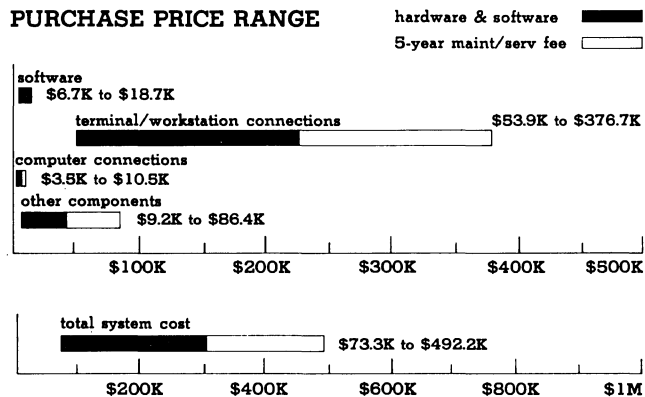 PURCHASE PRICE RANGE
hardware & software
5-year maint/serv fee
software
$6.7K to $18.7K
terminal/workstation connections
$53.9K to $376.7K
computer connections
$3.5K to $10.5K
other components
$9.2K to $86.4K
$100K $200K $300K $400K $500K
total system cost
$73.3K to $492.2K
$200K $400K $600K $800K $1M